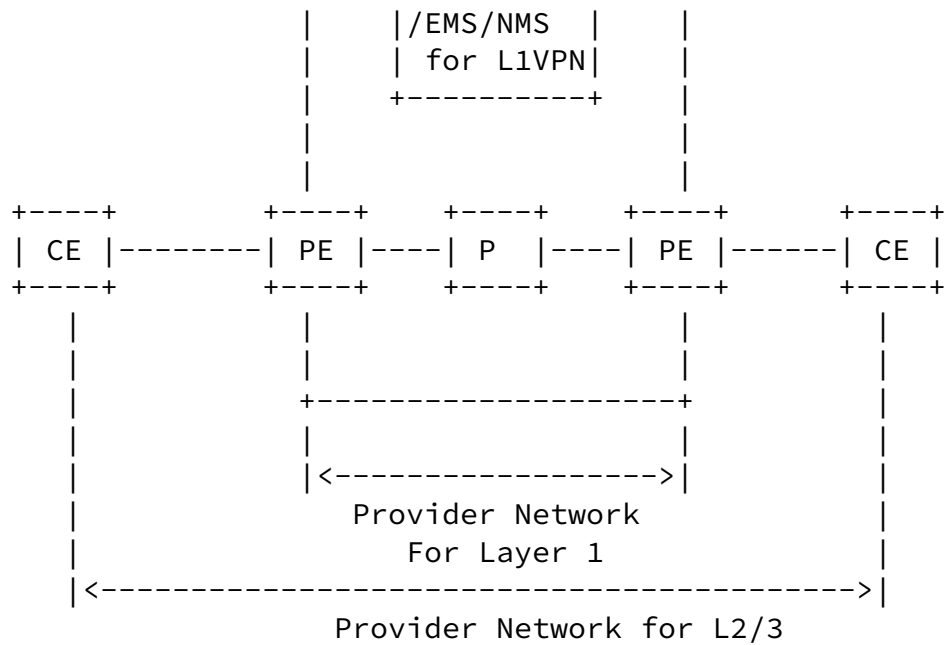 /EMS/NMS
for L1VPN
CE PE P PE CE
Provider Network
For Layer 1
Provider Network for L2/3